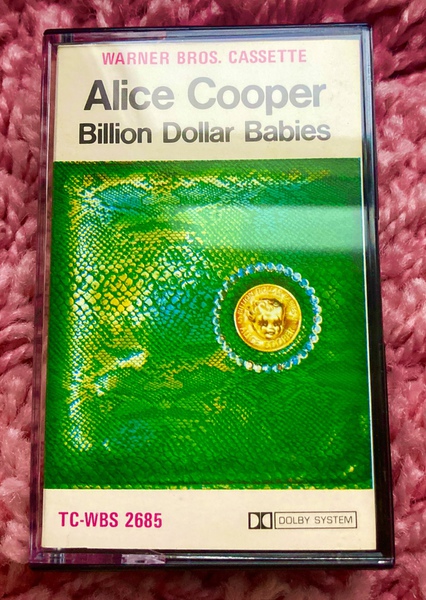 WARNER BROS. CASSETTE
Alice Cooper
Billion Dollar Babies
TC-WBS 2685
DOLBY SYSTEM